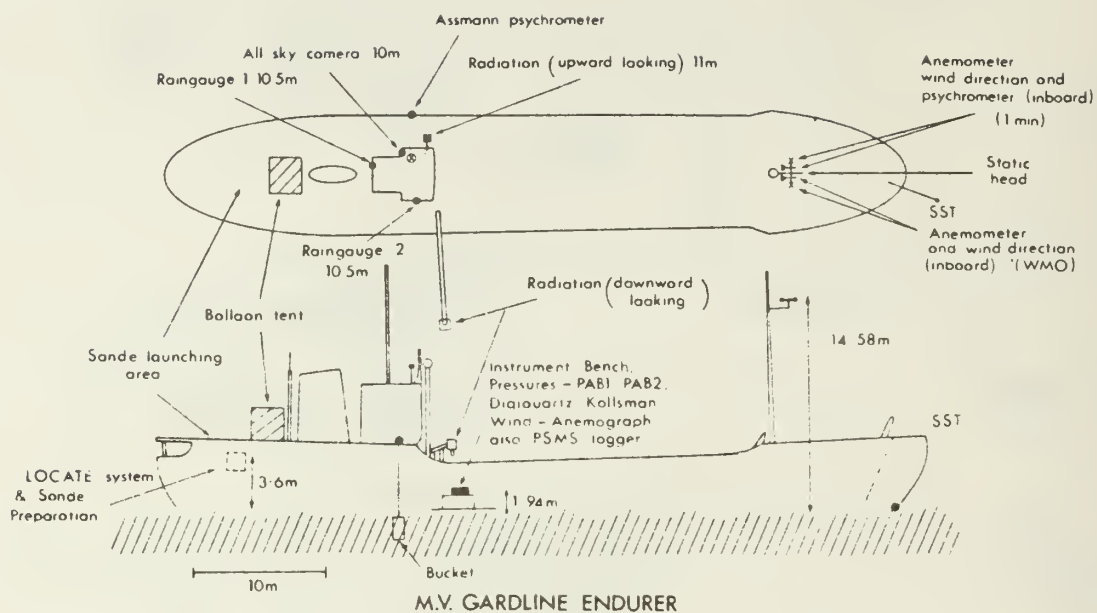 Assmann psychrometer
All sky camera 10m
Raingauge 1 10 5m
Radiation (upward looking) 11m
Anemometer
wind direction and
psychrometer (inboard)
(1 min)
Static
head
SST
Anemometer
and wind direction
(inboard) '(WMO)
Raingauge 2
10 5m
Balloon tent
Sonde launching
area
Radiation (downward
looking)
Instrument Bench,
Pressures - PAB1 PAB2,
Digiquartz Kollsman
Wind - Anemograph
also PSMS logger
14 58m
SST
LOCATE system
& Sonde
Preparation
3·6m
1 94m
10m
Bucket
M.V. GARDLINE ENDURER